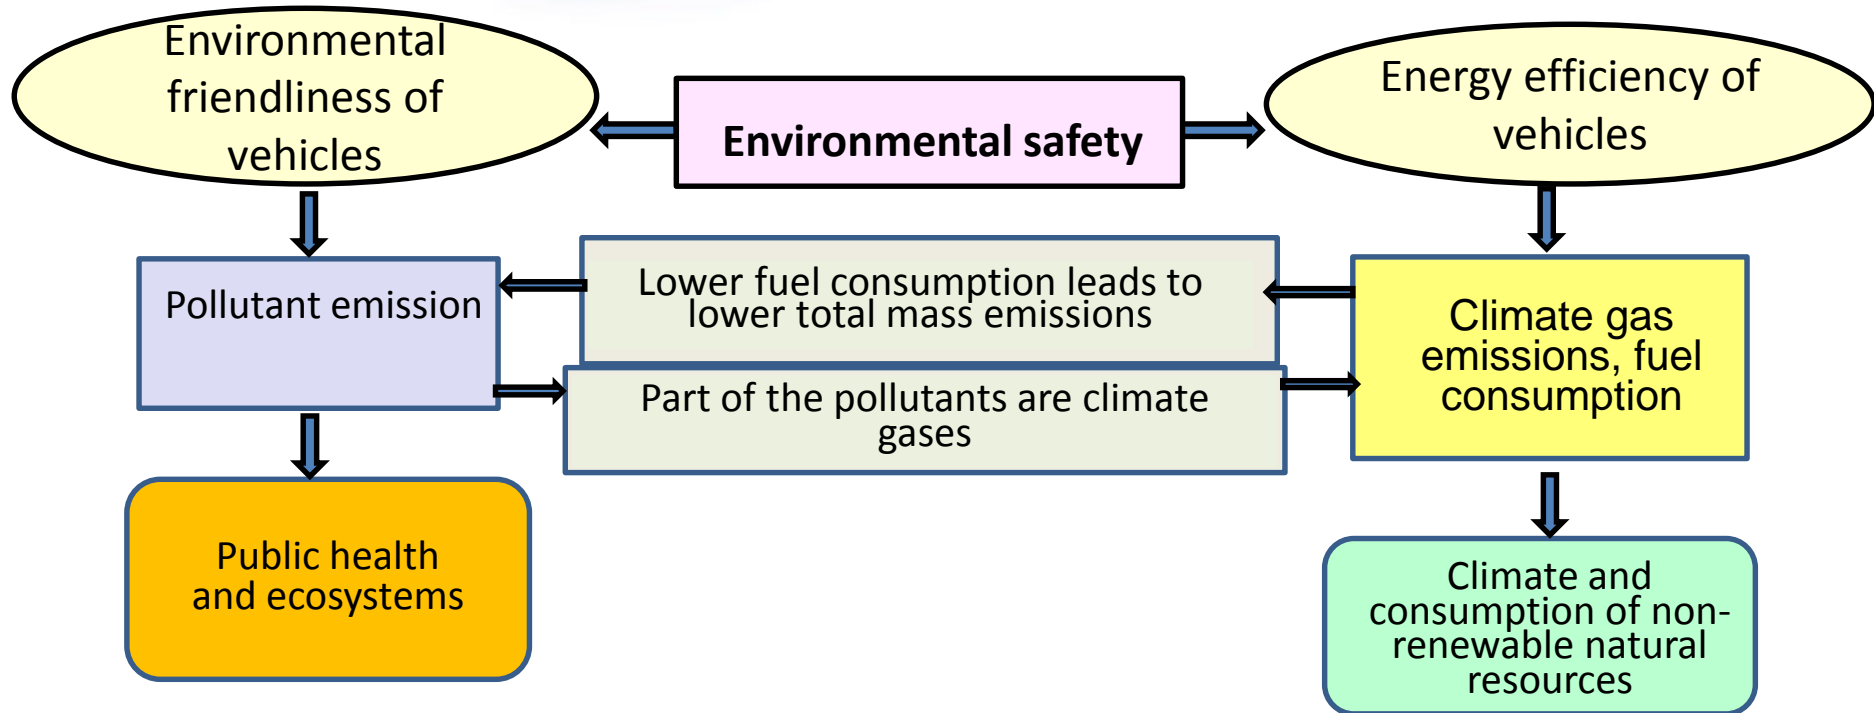 Environmental
friendliness of
vehicles
Environmental safety
Energy efficiency of
vehicles
Pollutant emission
Lower fuel consumption leads to
lower total mass emissions
Part of the pollutants are climate
gases
Climate gas
emissions, fuel
consumption
Public health
and ecosystems
Climate and
consumption of non-
renewable natural
resources